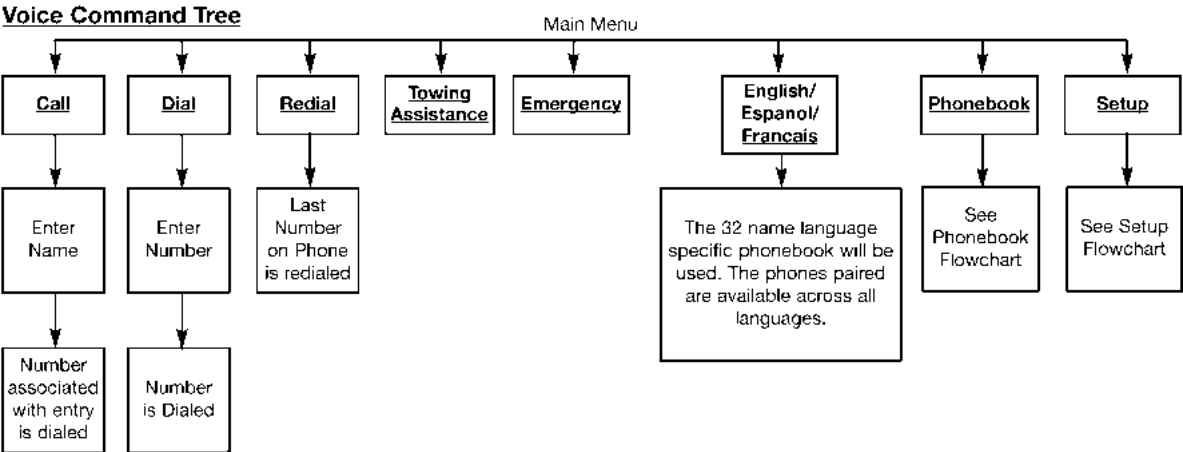 Voice Command Tree
Main Menu
Call
Dial
Redial
Towing
Assistance
Emergency
English/
Espanol/
Francais
Phonebook
Setup
Enter
Name
Enter
Number
Last
Number
on Phone
is redialed
The 32 name language
specific phonebook will be
used. The phones paired
are available across all
languages.
See
Phonebook
Flowchart
See Setup
Flowchart
Number
associated
with entry
is dialed
Number
is Dialed